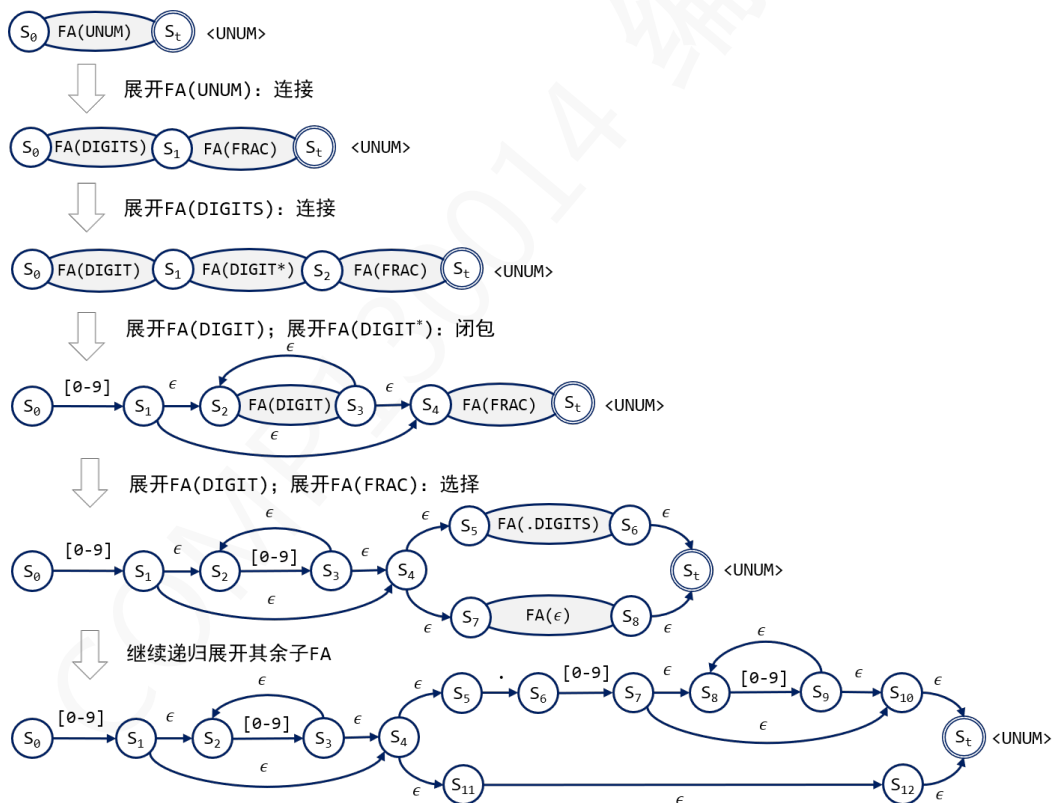 S₀ FA(UNUM) Sₜ <UNUM>
展开FA(UNUM): 连接
S₀ FA(DIGITS) S₁ FA(FRAC) Sₜ <UNUM>
展开FA(DIGITS): 连接
S₀ FA(DIGIT) S₁ FA(DIGIT*) S₂ FA(FRAC) Sₜ <UNUM>
展开FA(DIGIT); 展开FA(DIGIT*): 闭包
ϵ
[0-9] ϵ ϵ
S₀ S₁ S₂ FA(DIGIT) S₃ S₄ FA(FRAC) Sₜ <UNUM>
ϵ
展开FA(DIGIT); 展开FA(FRAC): 选择
ϵ ϵ S₅ FA(.DIGITS) S₆ ϵ
[0-9] ϵ [0-9] ϵ
S₀ S₁ S₂ S₃ S₄ Sₜ <UNUM>
ϵ ϵ S₇ FA(ϵ) S₈ ϵ
继续递归展开其余子FA
ϵ
ϵ ϵ S₅ . S₆ [0-9] S₇ ϵ S₈ [0-9] S₉ ϵ S₁₀ ϵ
[0-9] ϵ [0-9] ϵ ϵ
S₀ S₁ S₂ S₃ S₄ Sₜ <UNUM>
ϵ ϵ S₁₁ ϵ S₁₂ ϵ
COMP130014 编